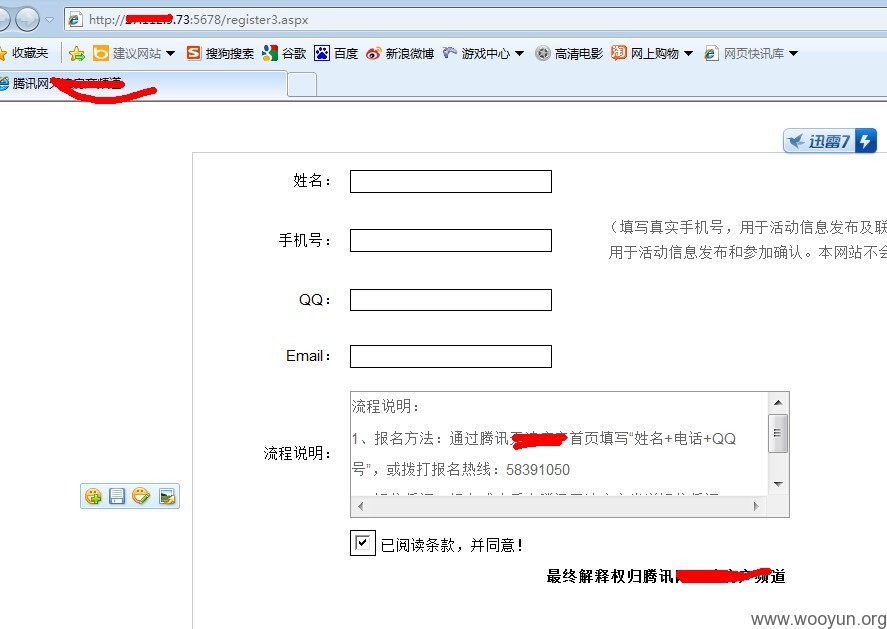 http://
.73:5678/register3.aspx
收藏夹 建议网站 搜狗搜索 谷歌 百度 新浪微博 游戏中心 高清电影 网上购物 网页快讯库
腾讯网
迅雷7
姓名：
手机号：
（填写真实手机号，用于活动信息发布及联
用于活动信息发布和参加确认。本网站不会
QQ：
Email：
流程说明：
流程说明：
1、报名方法：通过腾讯 首页填写“姓名+电话+QQ
号”，或拨打报名热线：58391050
已阅读条款，并同意！
最终解释权归腾讯 频道
www.wooyun.org